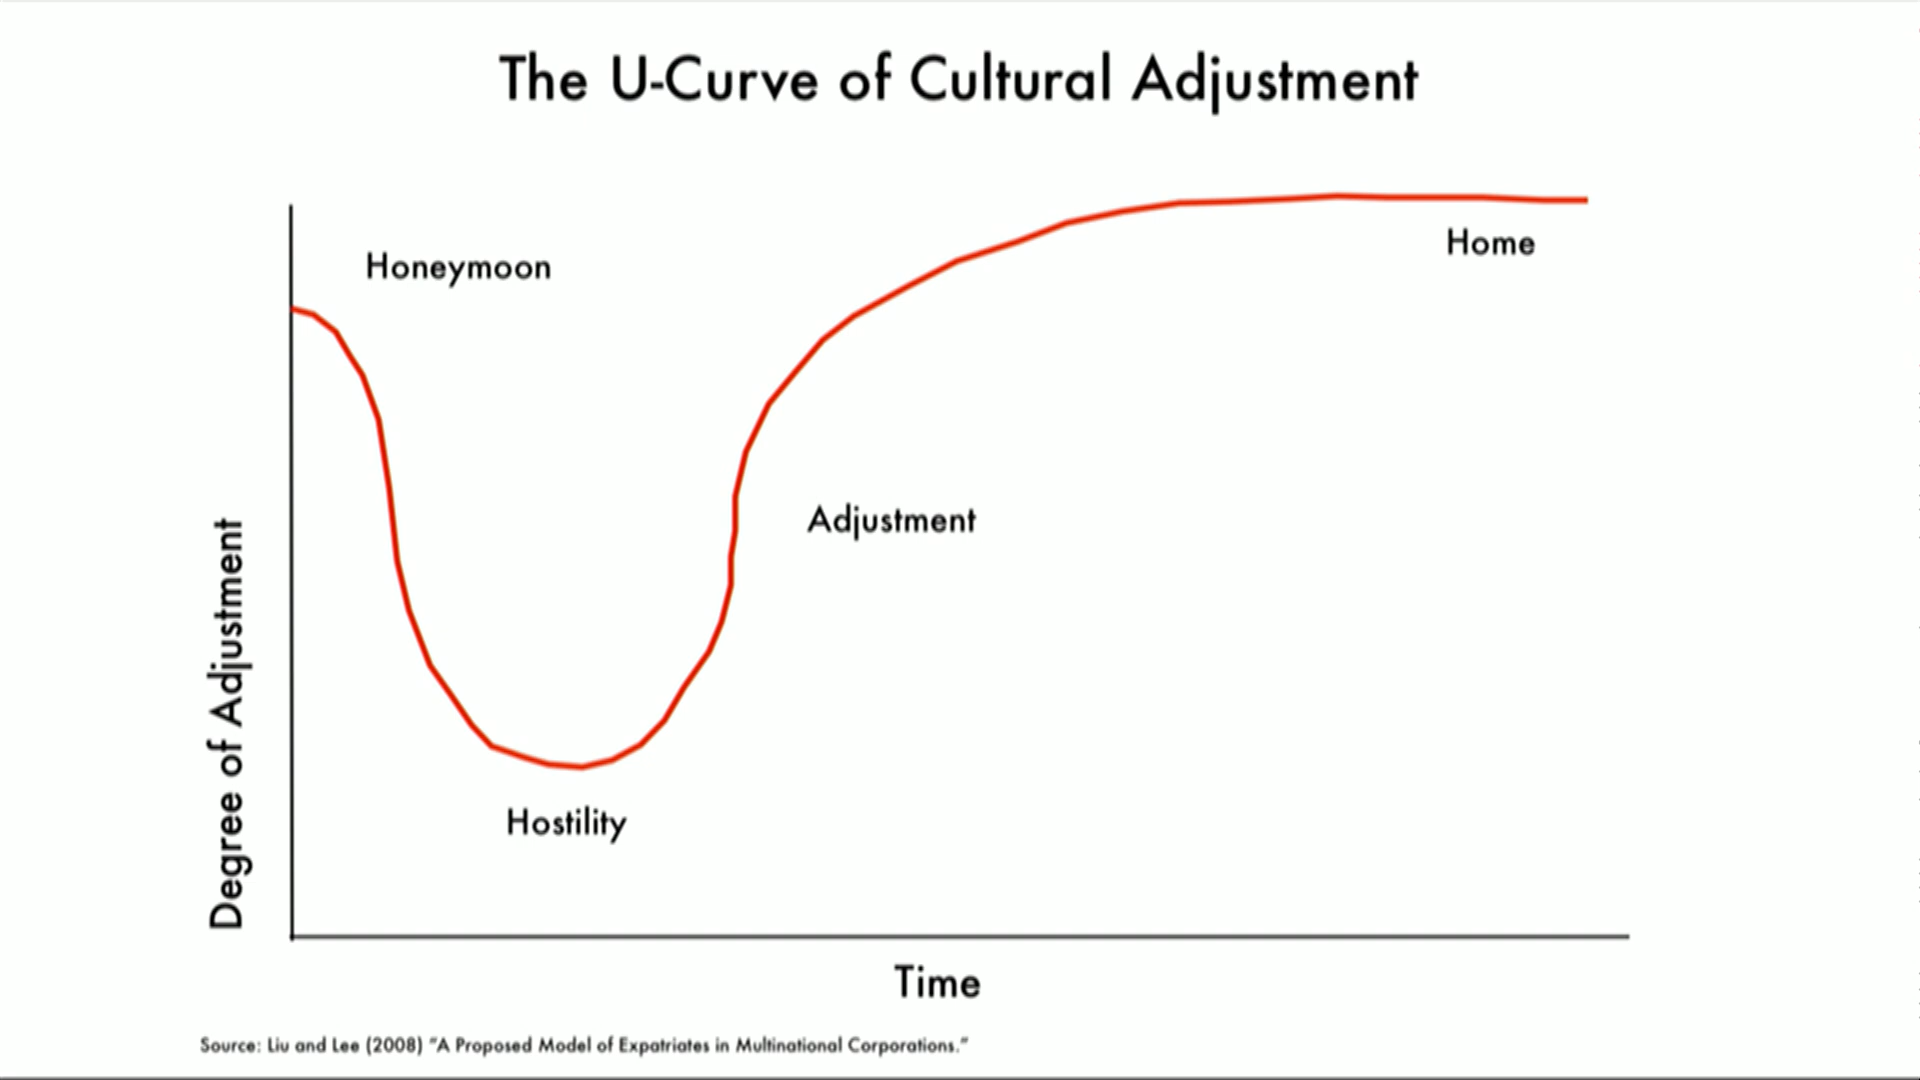 The U-Curve of Cultural Adjustment
Honeymoon
Home
Adjustment
Hostility
Degree of Adjustment
Time
Source: Liu and Lee (2008) "A Proposed Model of Expatriates in Multinational Corporations."